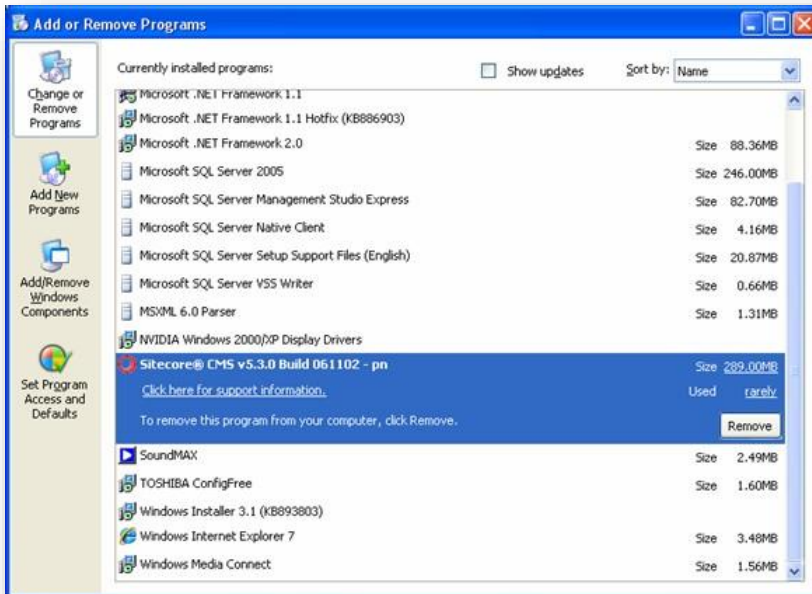 Add or Remove Programs
Change or
Remove
Programs
Add New
Programs
Add/Remove
Windows
Components
Set Program
Access and
Defaults
Currently installed programs:
Show updates
Sort by: Name
Microsoft .NET Framework 1.1
Microsoft .NET Framework 1.1 Hotfix (KB886903)
Microsoft .NET Framework 2.0 Size 88.36MB
Microsoft SQL Server 2005 Size 246.00MB
Microsoft SQL Server Management Studio Express Size 82.70MB
Microsoft SQL Server Native Client Size 4.16MB
Microsoft SQL Server Setup Support Files (English) Size 20.87MB
Microsoft SQL Server VSS Writer Size 0.66MB
MSXML 6.0 Parser Size 1.31MB
NVIDIA Windows 2000/XP Display Drivers
Sitecore® CMS v5.3.0 Build 061102 - pn Size 289.00MB
Click here for support information. Used rarely
To remove this program from your computer, click Remove. Remove
SoundMAX Size 2.49MB
TOSHIBA ConfigFree Size 1.60MB
Windows Installer 3.1 (KB893803)
Windows Internet Explorer 7 Size 3.48MB
Windows Media Connect Size 1.56MB